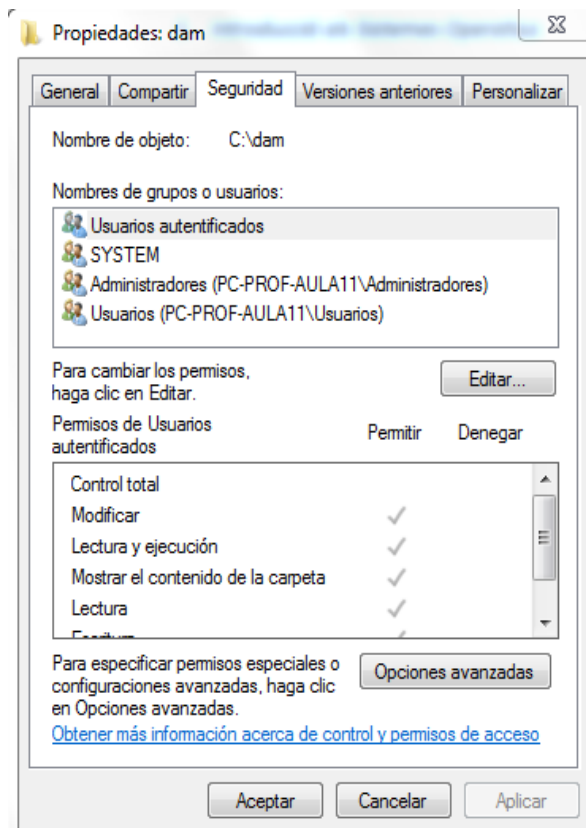 Propiedades: dam
General Compartir Seguridad Versiones anteriores Personalizar
Nombre de objeto: C:\dam
Nombres de grupos o usuarios:
Usuarios autentificados
SYSTEM
Administradores (PC-PROF-AULA11\Administradores)
Usuarios (PC-PROF-AULA11\Usuarios)
Para cambiar los permisos,
haga clic en Editar.
Editar...
Permisos de Usuarios
autentificados
Permitir Denegar
Control total
Modificar
Lectura y ejecución
Mostrar el contenido de la carpeta
Lectura
Escritura
Para especificar permisos especiales o
configuraciones avanzadas, haga clic
en Opciones avanzadas.
Opciones avanzadas
Obtener más información acerca de control y permisos de acceso
Aceptar Cancelar Aplicar